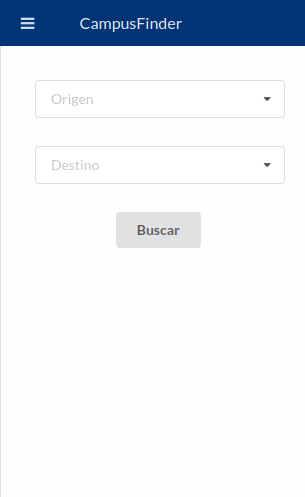 CampusFinder
Origen
Destino
Buscar